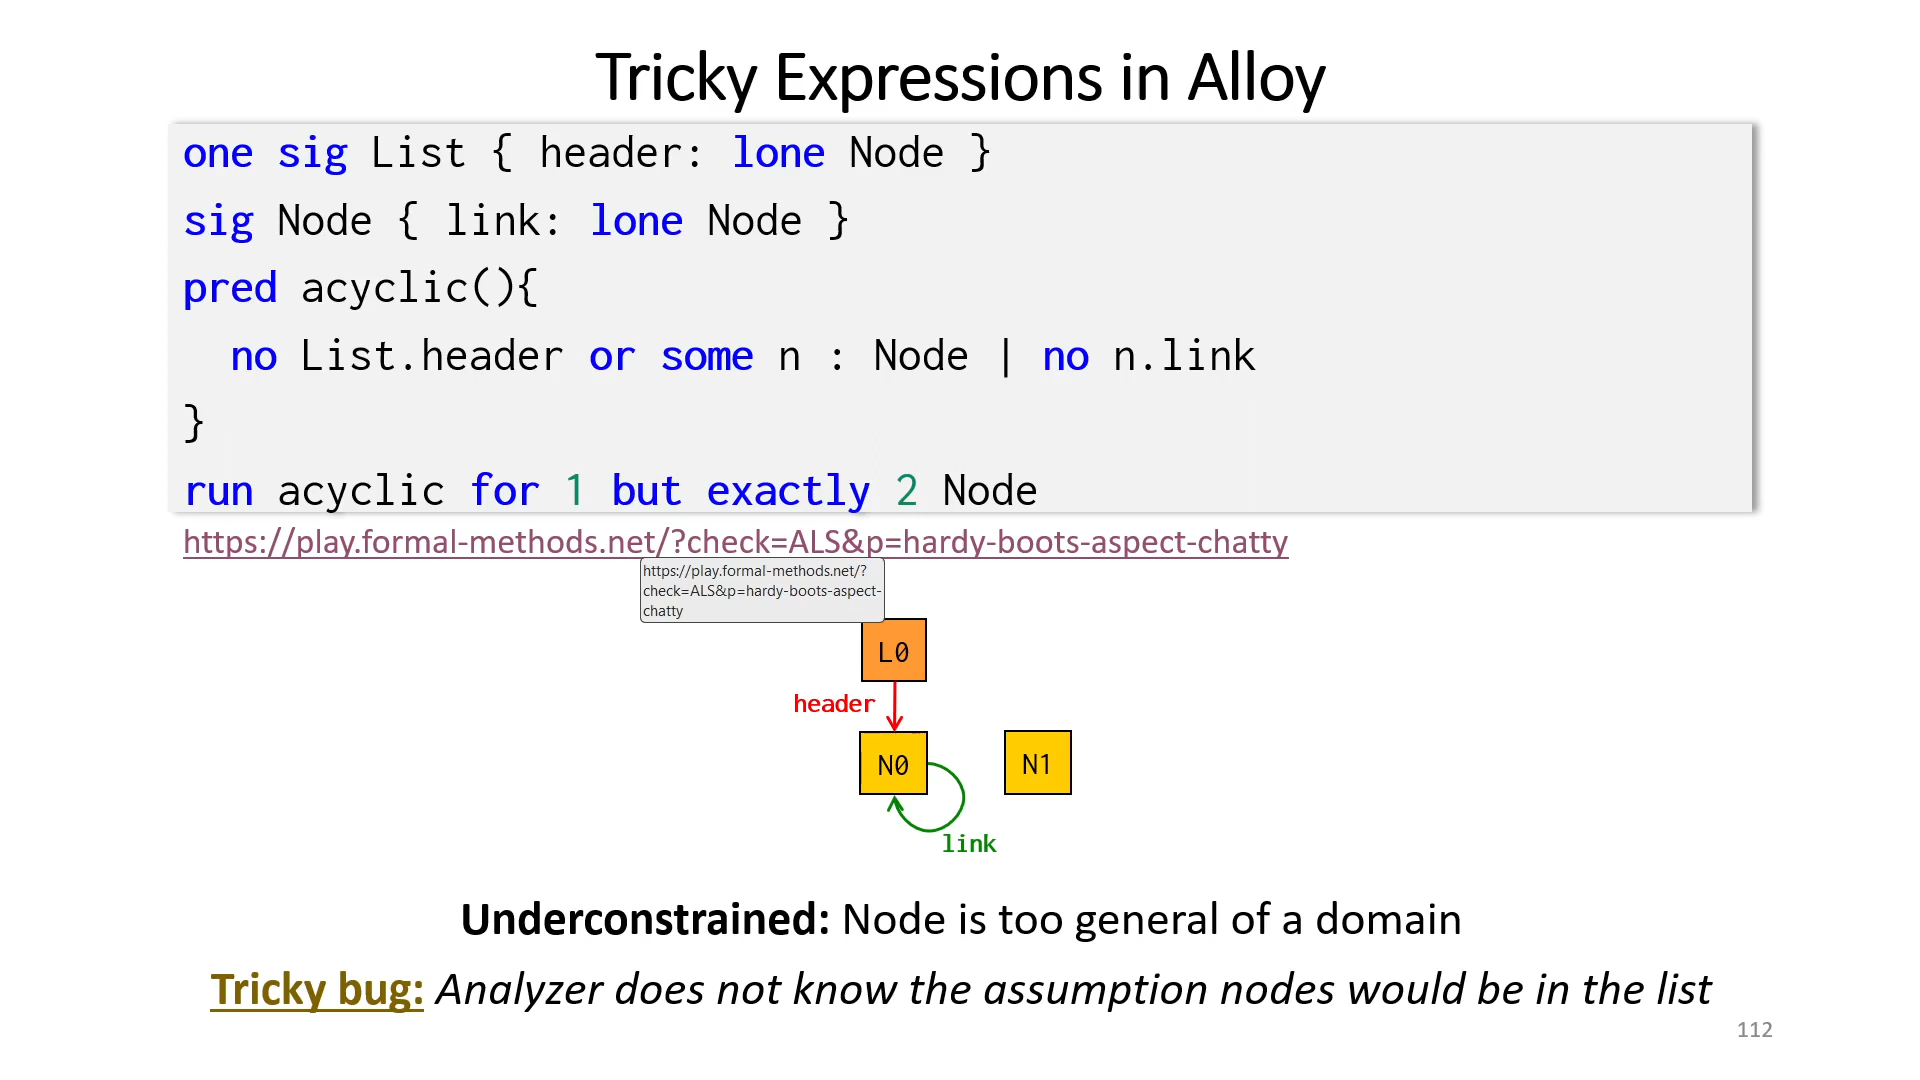 Tricky Expressions in Alloy
one sig List { header: lone Node }
sig Node { link: lone Node }
pred acyclic(){
no List.header or some n : Node | no n.link
}
run acyclic for 1 but exactly 2 Node
https://play.formal-methods.net/?check=ALS&p=hardy-boots-aspect-chatty
https://play.formal-methods.net/?
check=ALS&p=hardy-boots-aspect-
chatty
L0
header
N0
N1
link
Underconstrained: Node is too general of a domain
Tricky bug: Analyzer does not know the assumption nodes would be in the list
112